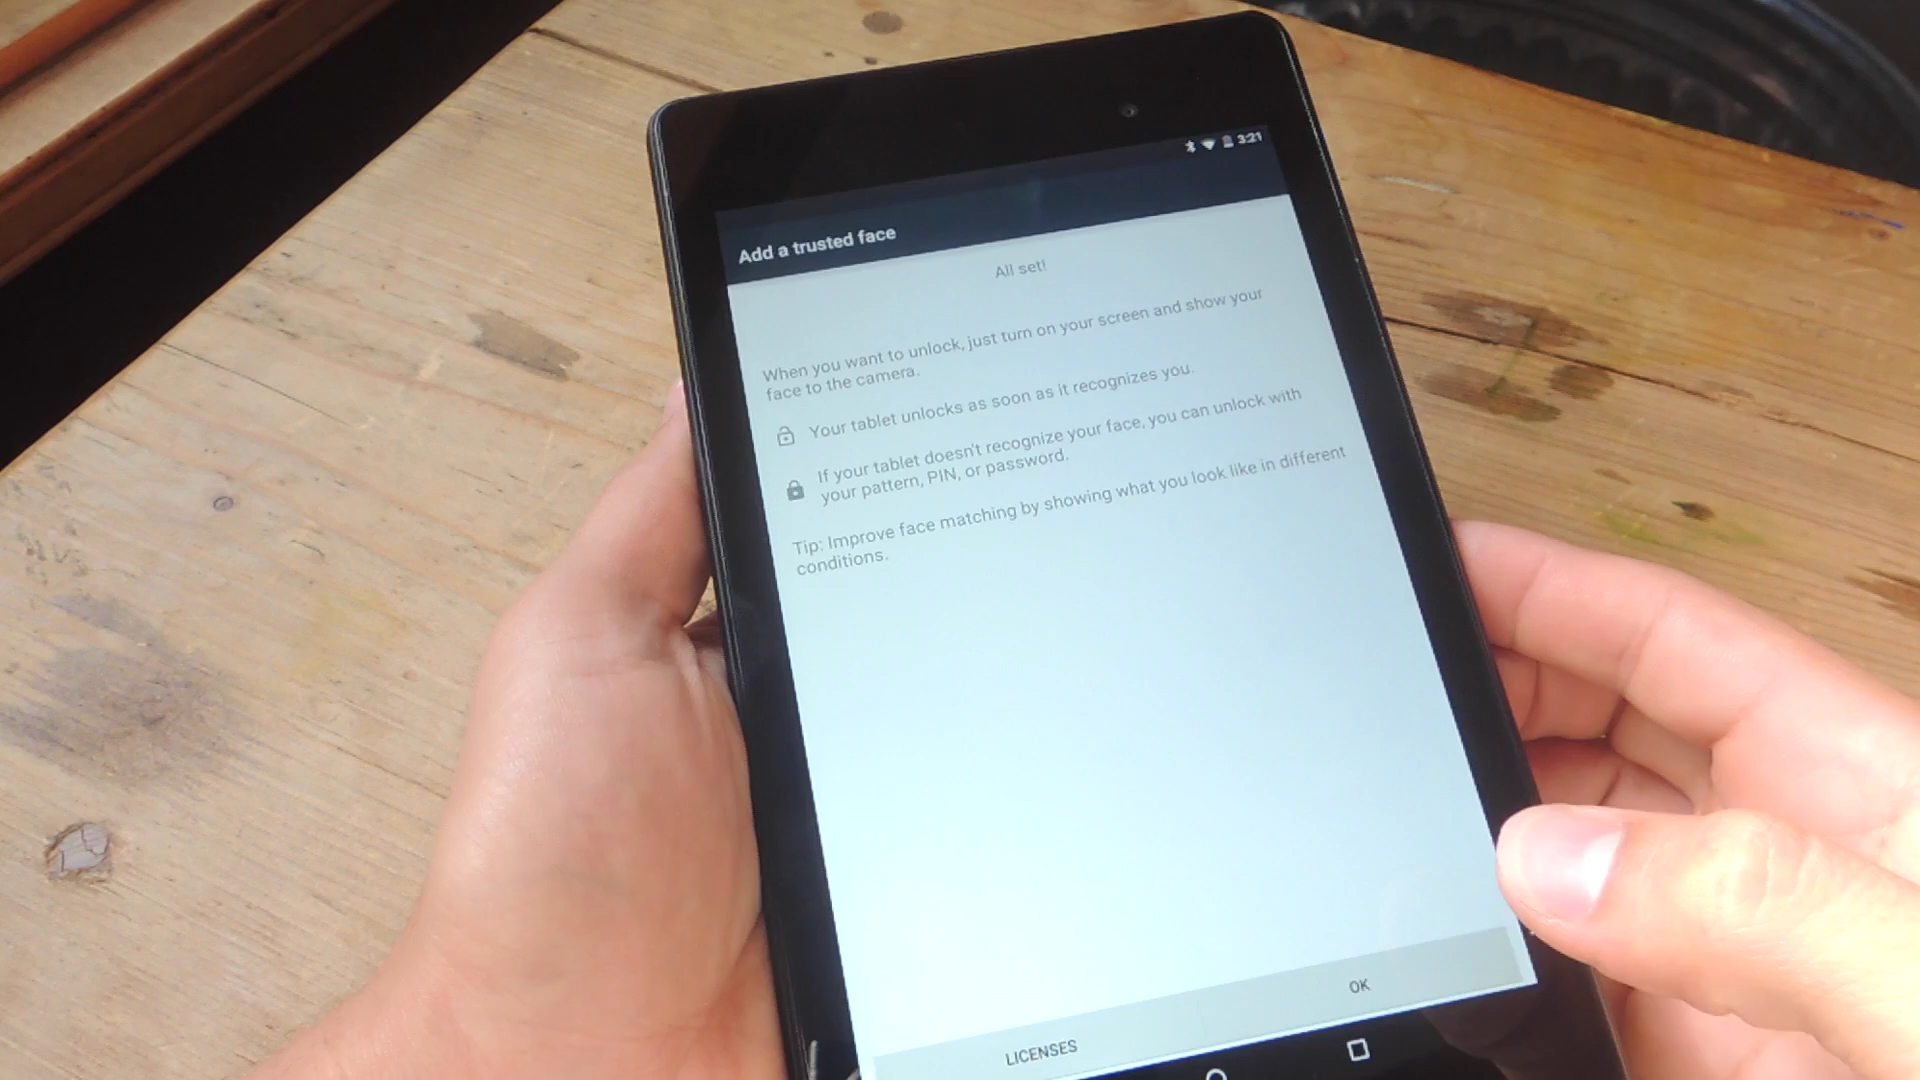 3:21
Add a trusted face
All set!
When you want to unlock, just turn on your screen and show your
face to the camera.
Your tablet unlocks as soon as it recognizes you.
If your tablet doesn't recognize your face, you can unlock with
your pattern, PIN, or password.
Tip: Improve face matching by showing what you look like in different
conditions.
LICENSES
OK